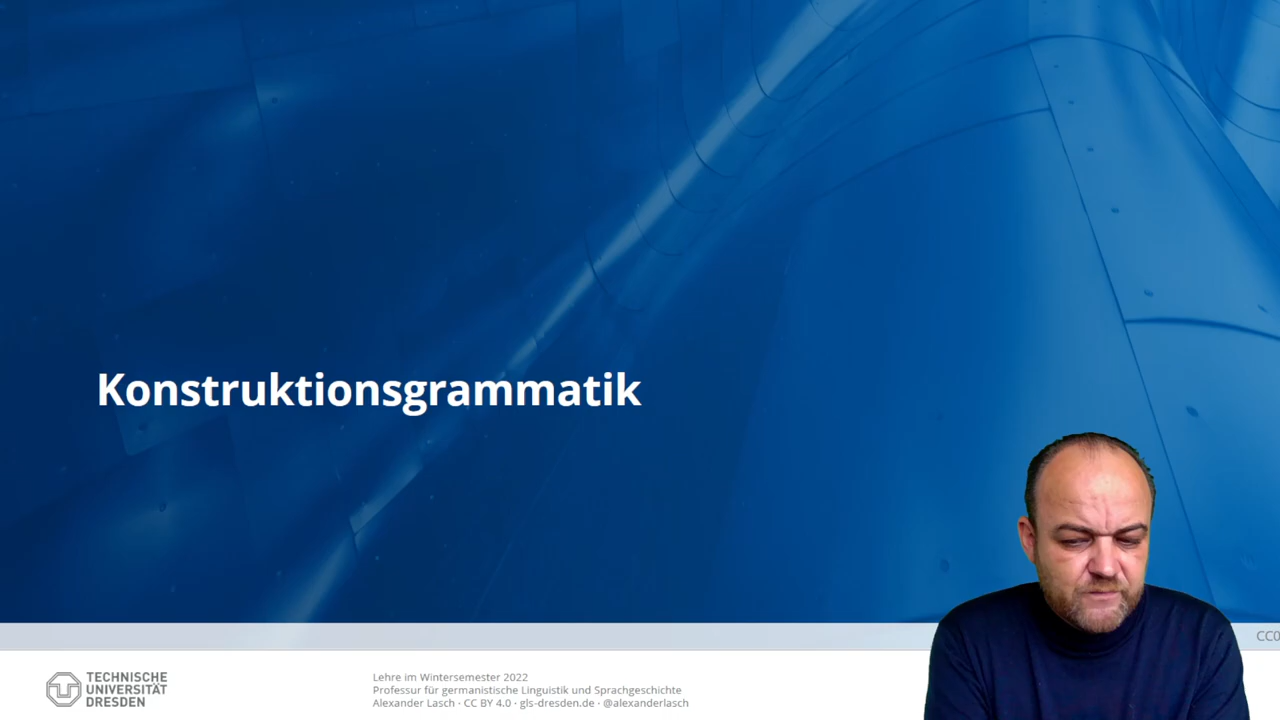 Konstruktionsgrammatik
CC0
TECHNISCHE
UNIVERSITÄT
DRESDEN
Lehre im Wintersemester 2022
Professur für germanistische Linguistik und Sprachgeschichte
Alexander Lasch · CC BY 4.0 · gls-dresden.de · @alexanderlasch